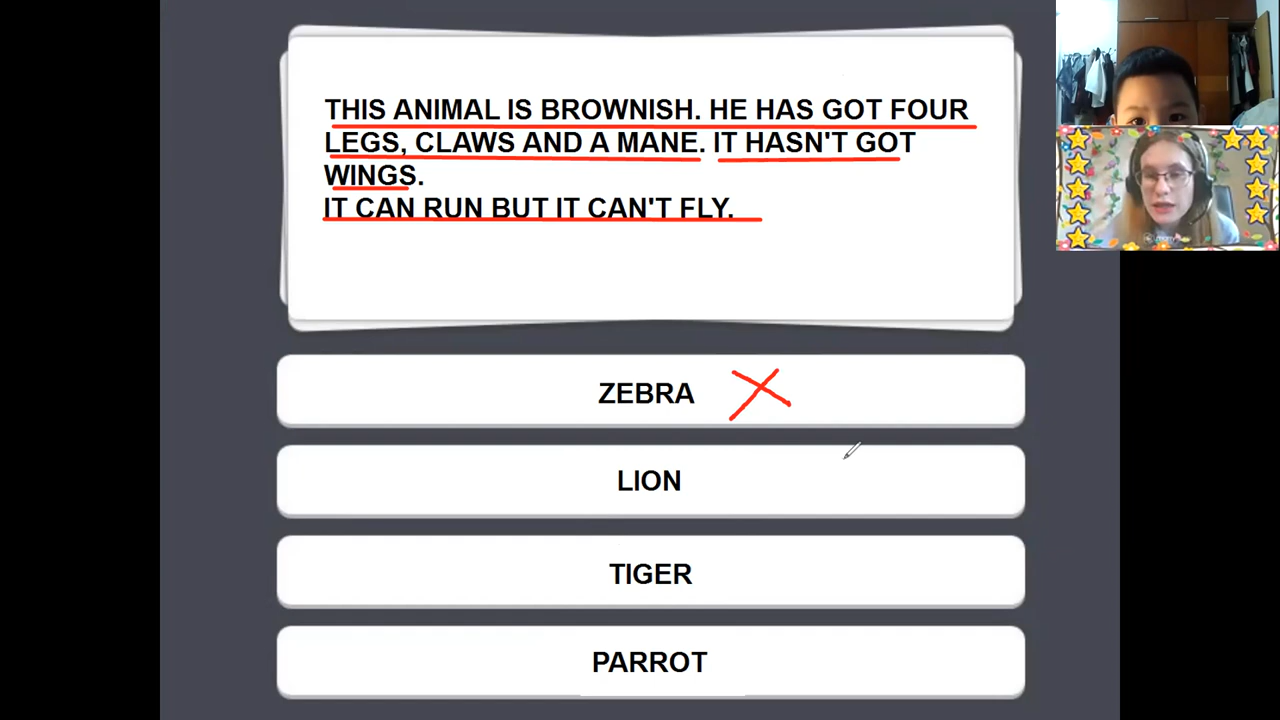 THIS ANIMAL IS BROWNISH. HE HAS GOT FOUR
LEGS, CLAWS AND A MANE. IT HASN'T GOT
WINGS.
IT CAN RUN BUT IT CAN'T FLY.
ZEBRA
LION
TIGER
PARROT